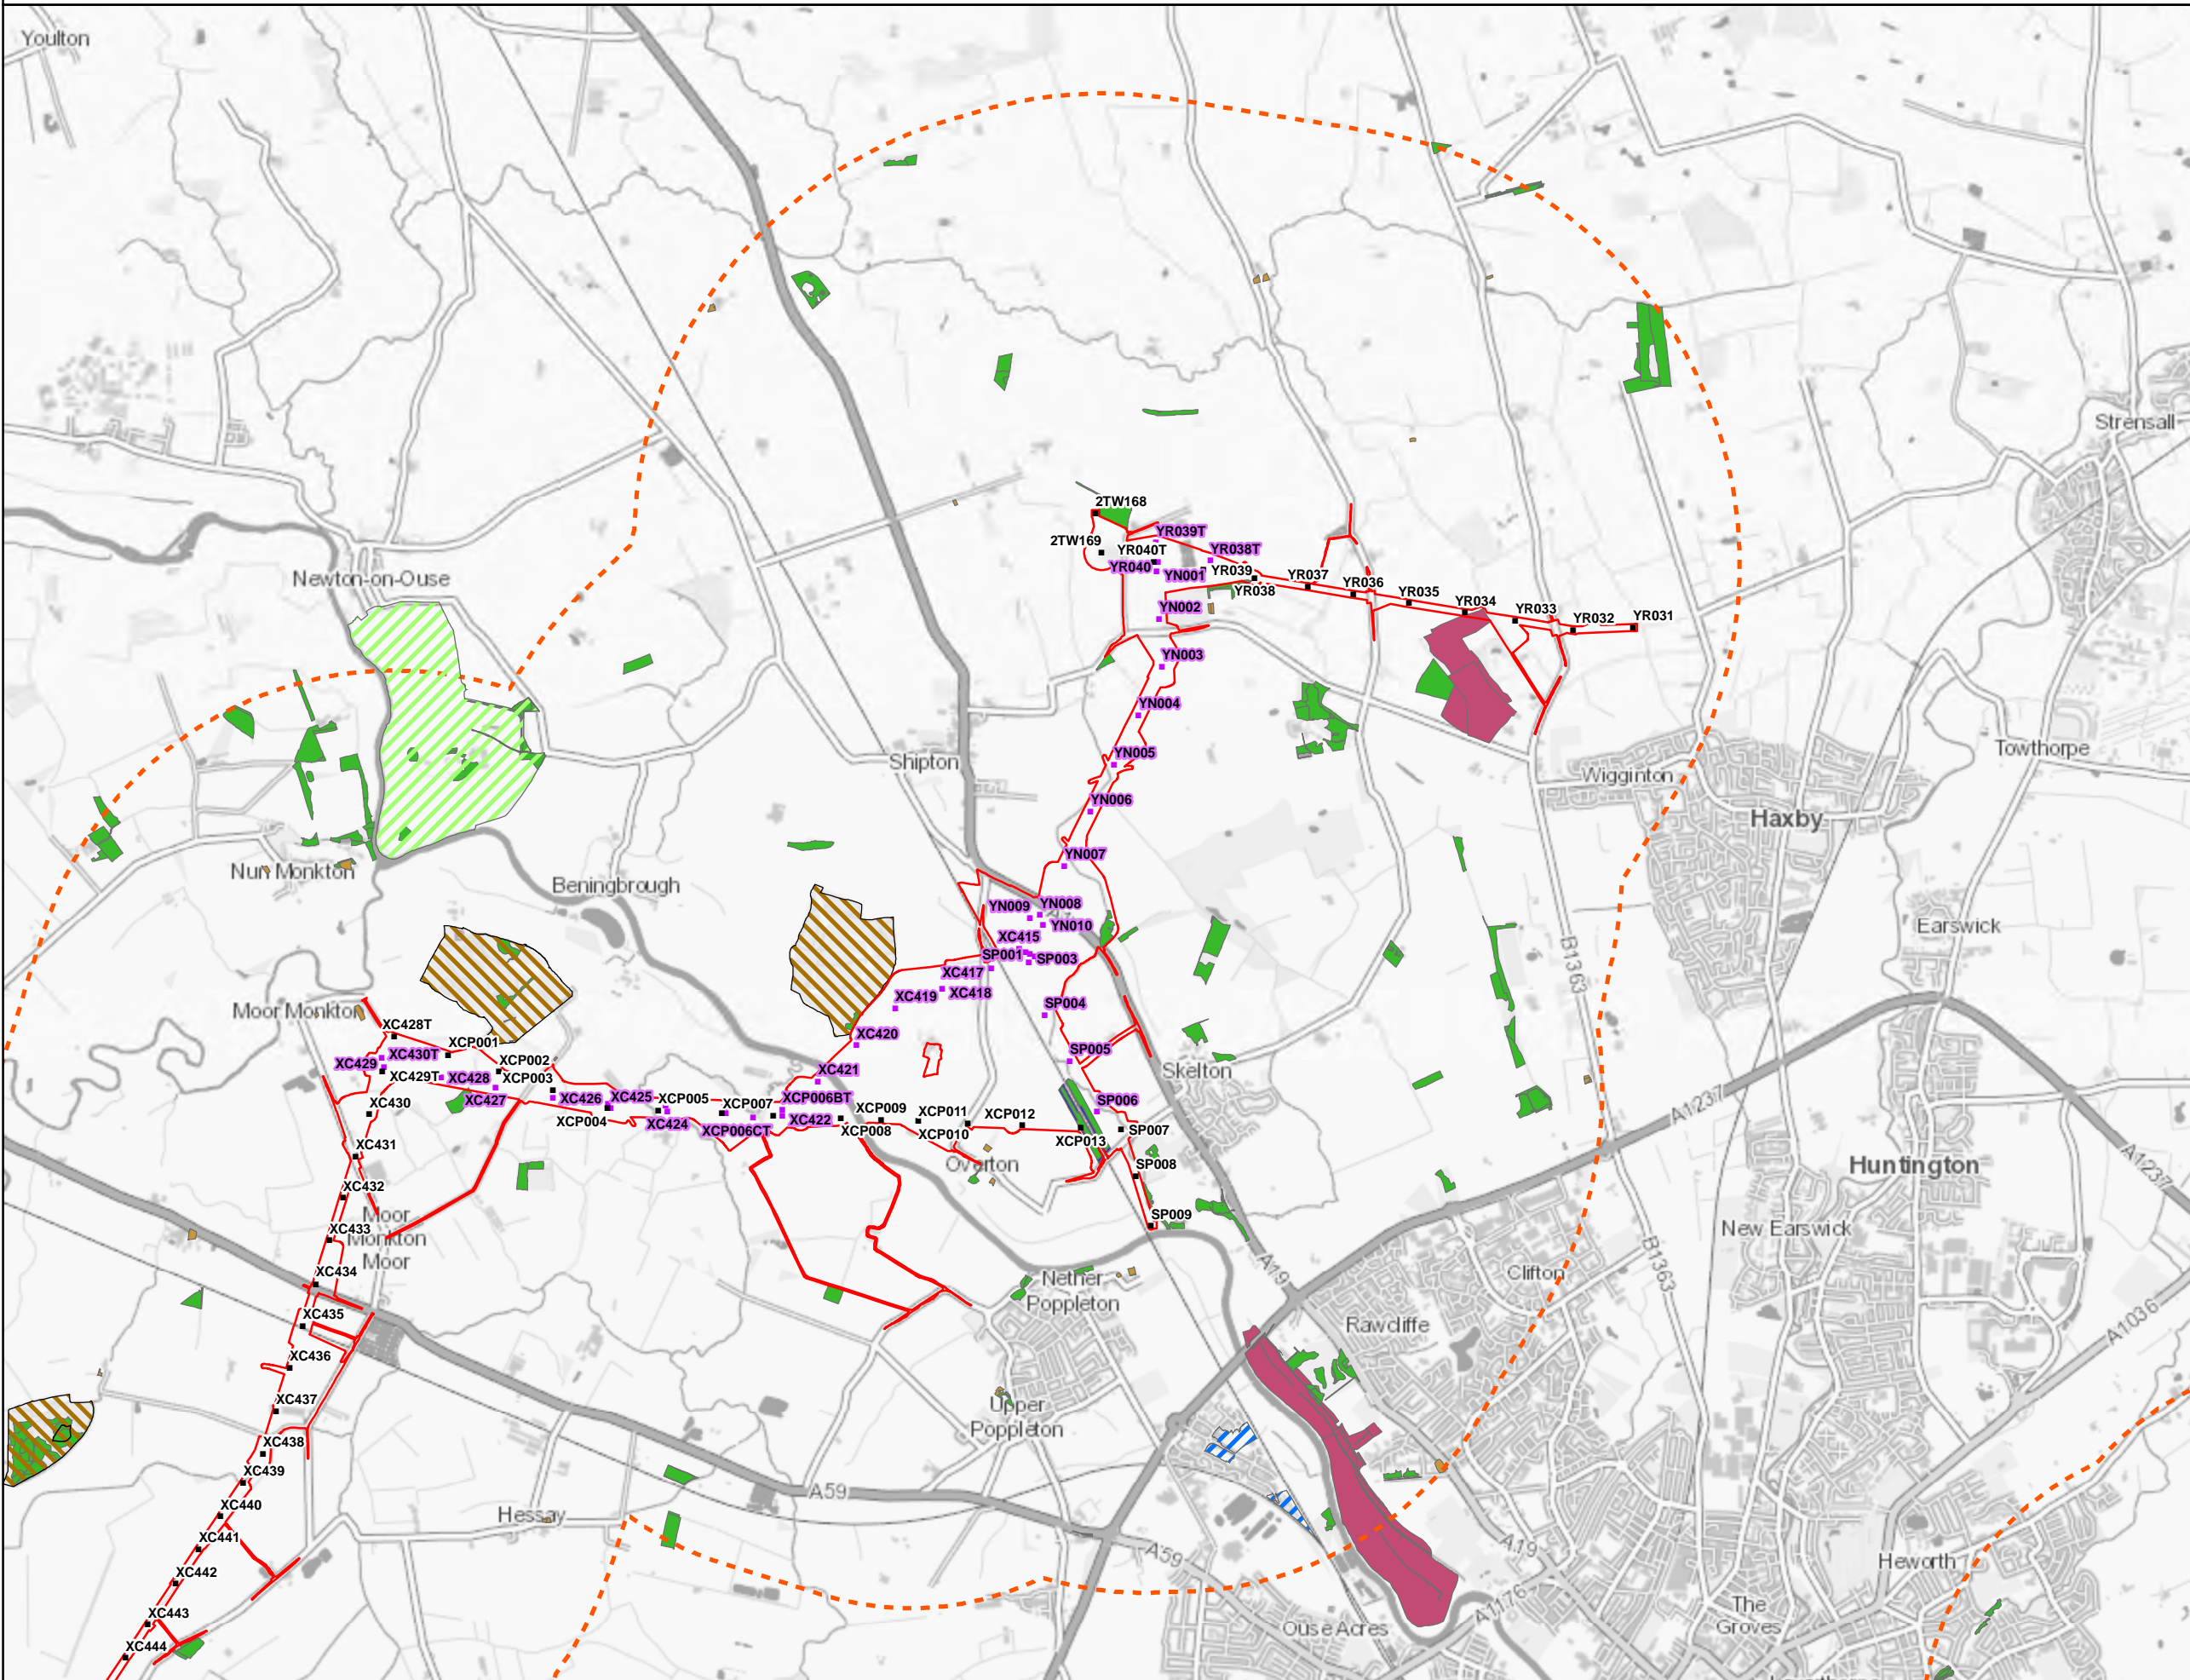 Youlton
Strensall
2TW168
YR039T
2TW169
YR040T
YR038T
YR040
YN001
YR039
YR038
YR037
YR036
YR035
YR034
YR033
YR032
YR031
Newton-on-Ouse
YN002
YN003
YN004
YN005
Shipton
Towthorpe
Wigginton
YN006
Haxby
YN007
Nun Monkton
Beningbrough
YN009
YN008
YN010
Earswick
XC415
SP001
SP003
B1363
XC417
XC419
XC418
SP004
Moor Monkton
XC428T
XCP001
XC420
XC429
XC430T
XCP002
SP005
XC429T
XC428
XCP003
XC421
Skelton
XC427
XC426
XC425
XCP005
XCP006BT
SP006
A1237
XC430
XCP004
XC424
XCP007
XC422
XCP009
XCP011
XCP012
XCP006CT
XCP008
XCP010
XCP013
SP007
XC431
Overton
SP008
Huntington
A1237
XC432
Moor
Monkton
Moor
SP009
XC433
New Earswick
XC434
A19
Clifton
B1363
Nether
Poppleton
XC435
Rawcliffe
A1036
XC436
XC437
Upper
Poppleton
XC438
XC439
A59
XC440
Hessay
XC441
A59
A19
Heworth
XC442
A1176
XC443
Ouse Acres
The
Groves
XC444